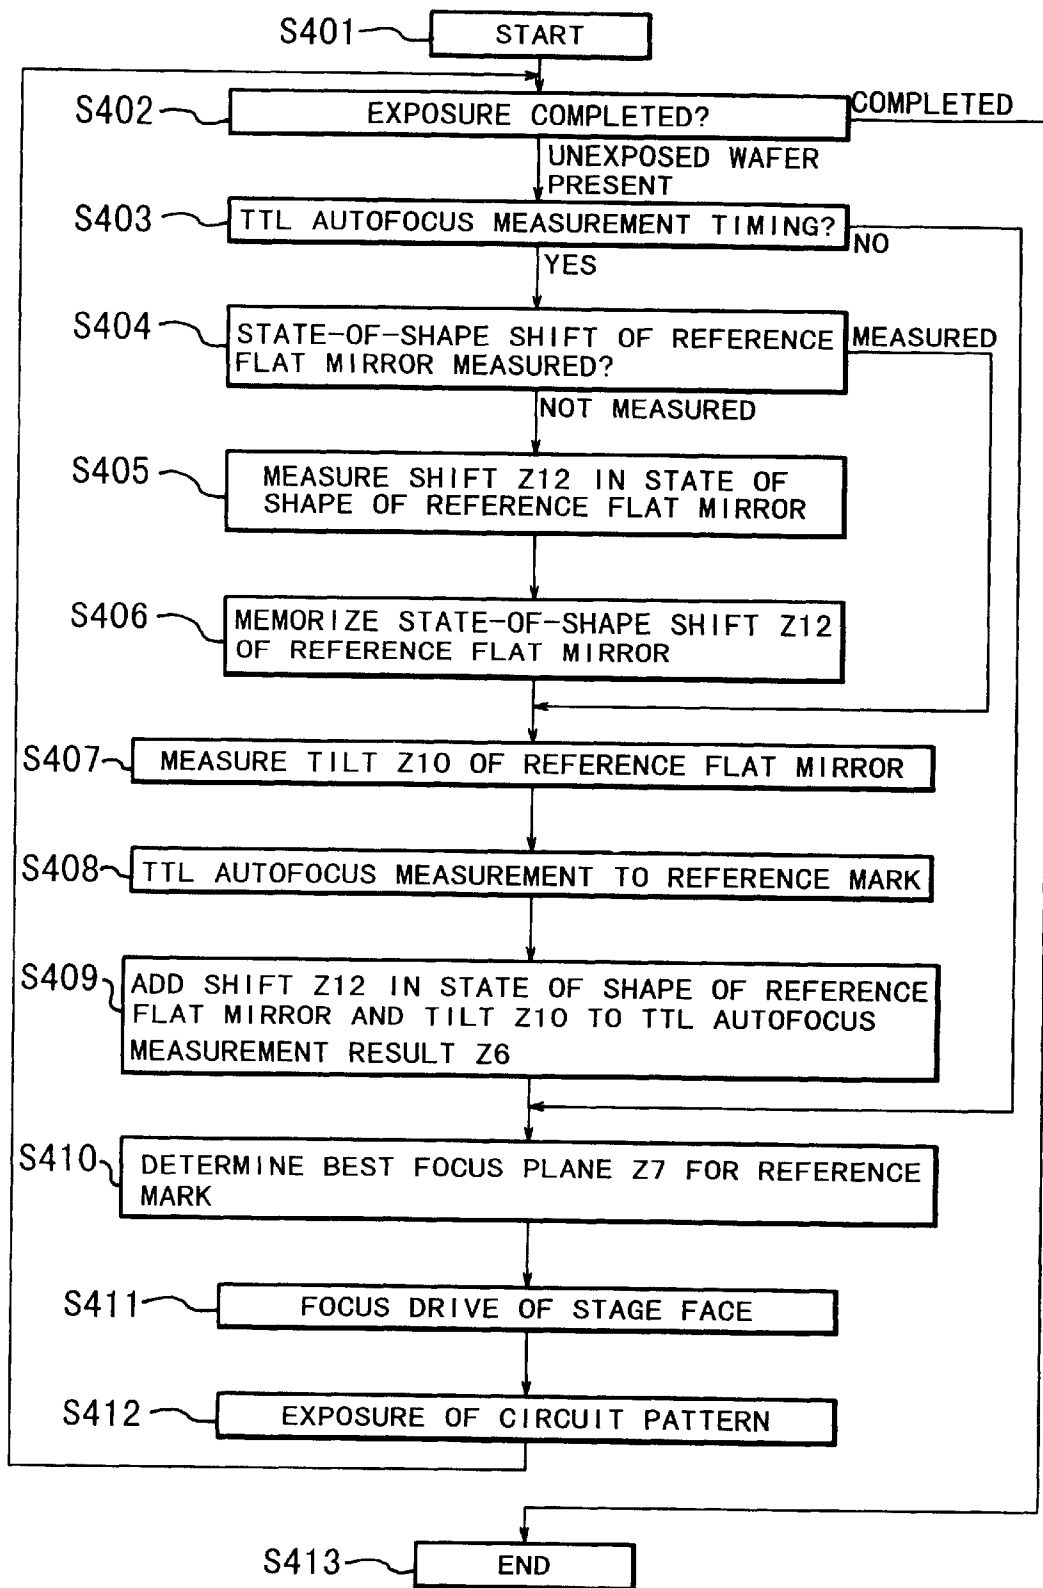 S401
START
S402
EXPOSURE COMPLETED?
COMPLETED
UNEXPOSED WAFER
PRESENT
S403
TTL AUTOFOCUS MEASUREMENT TIMING?
NO
YES
S404
STATE-OF-SHAPE SHIFT OF REFERENCE
FLAT MIRROR MEASURED?
MEASURED
NOT MEASURED
S405
MEASURE SHIFT Z12 IN STATE OF
SHAPE OF REFERENCE FLAT MIRROR
S406
MEMORIZE STATE-OF-SHAPE SHIFT Z12
OF REFERENCE FLAT MIRROR
S407
MEASURE TILT Z10 OF REFERENCE FLAT MIRROR
S408
TTL AUTOFOCUS MEASUREMENT TO REFERENCE MARK
S409
ADD SHIFT Z12 IN STATE OF SHAPE OF REFERENCE
FLAT MIRROR AND TILT Z10 TO TTL AUTOFOCUS
MEASUREMENT RESULT Z6
S410
DETERMINE BEST FOCUS PLANE Z7 FOR REFERENCE
MARK
S411
FOCUS DRIVE OF STAGE FACE
S412
EXPOSURE OF CIRCUIT PATTERN
S413
END